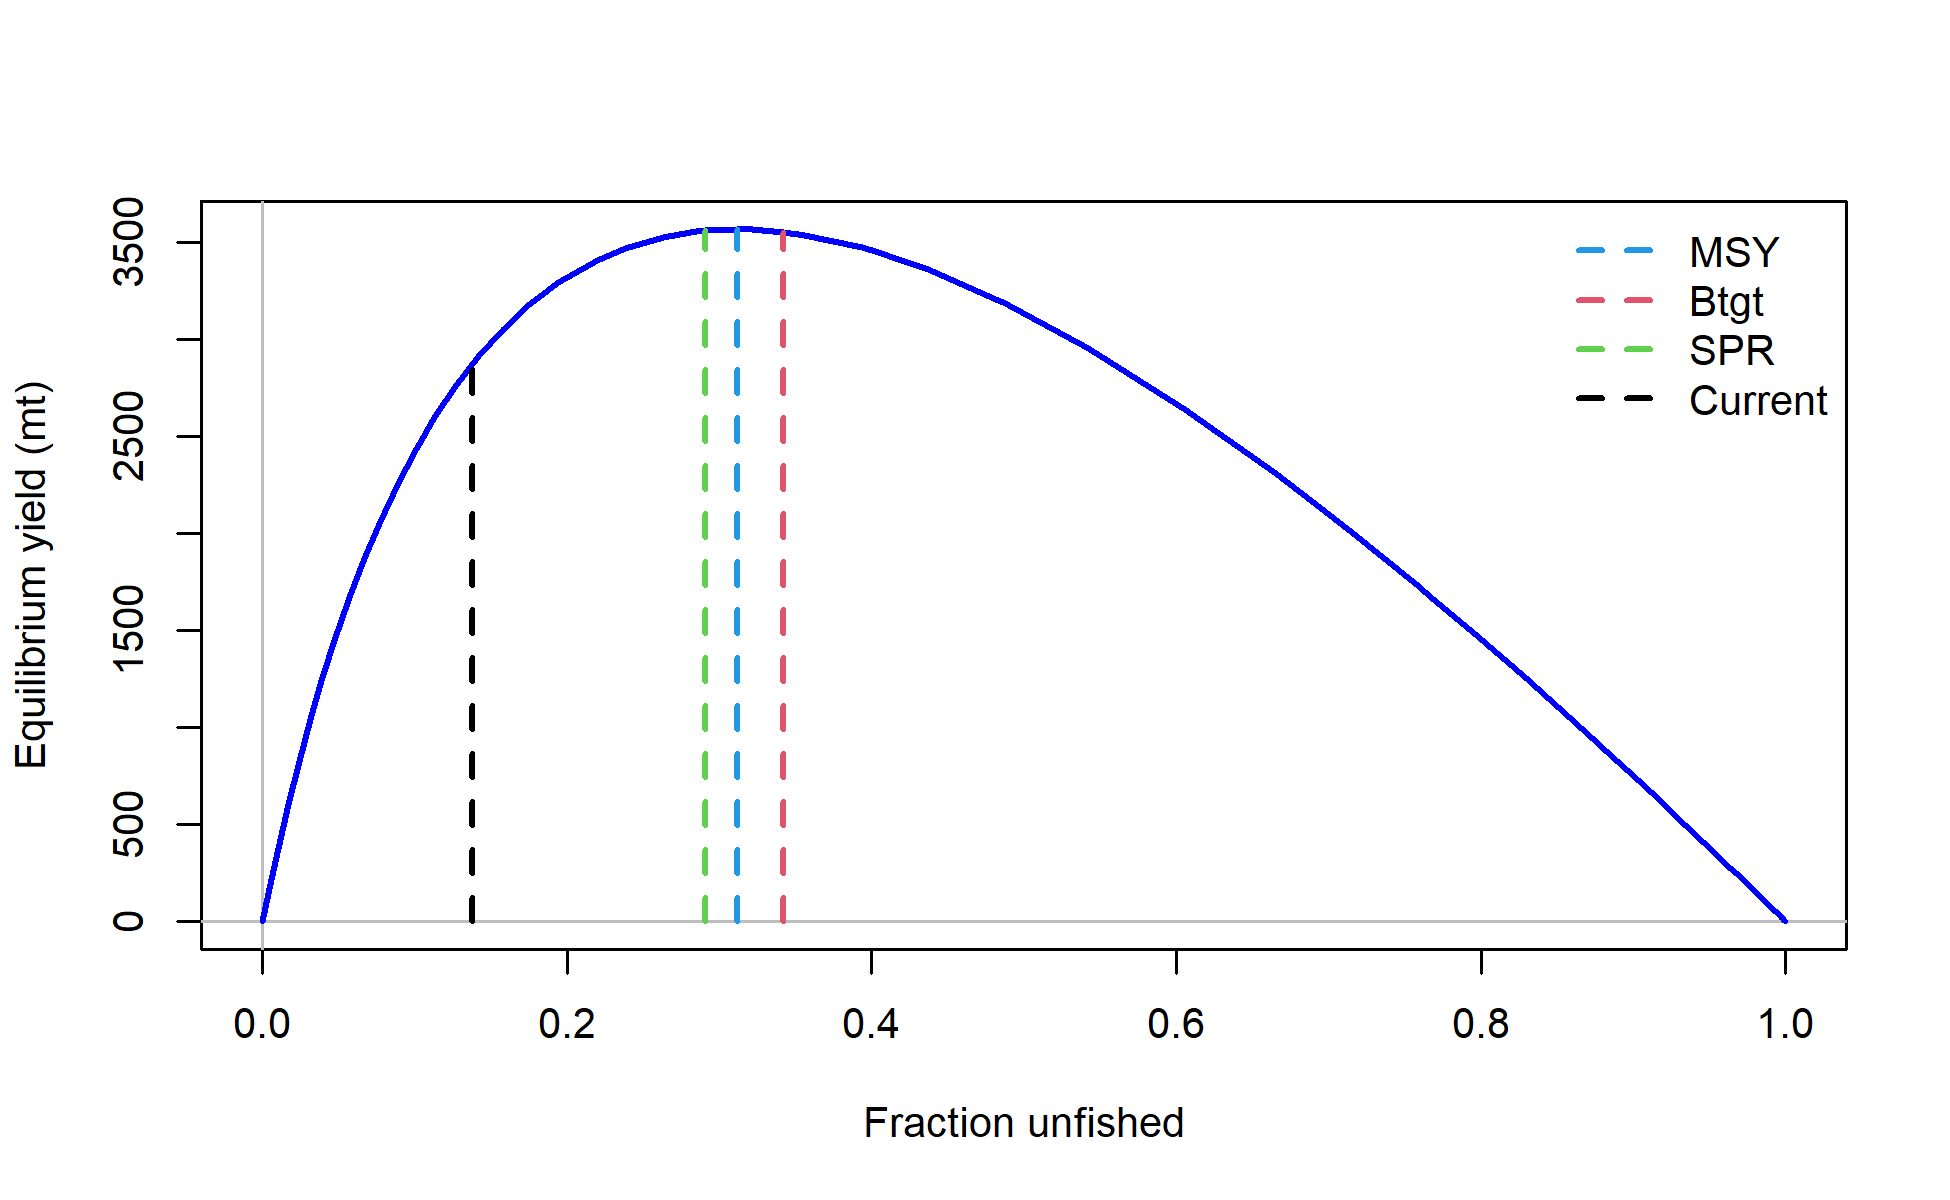 MSY
Btgt
SPR
Current
Equilibrium yield (mt)
3500
2500
1500
500
0
0.0 0.2 0.4 0.6 0.8 1.0
Fraction unfished